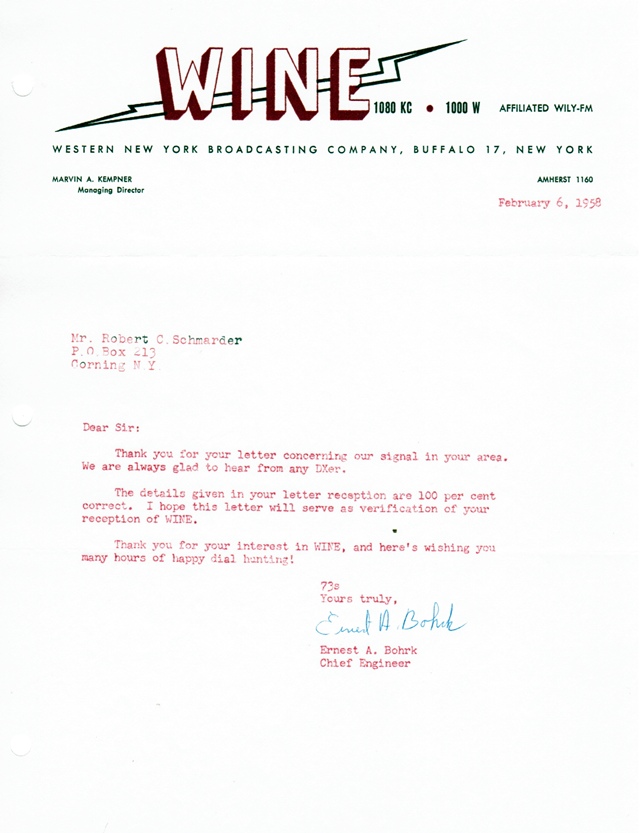 WINE
1080 KC • 1000 W AFFILIATED WILY-FM
WESTERN NEW YORK BROADCASTING COMPANY, BUFFALO 17, NEW YORK
MARVIN A. KEMPNER
Managing Director
AMHERST 1160
February 6, 1958
Mr. Robert C.Schmarder
P.O.Box 213
Corning N.Y.
Dear Sir:
Thank you for your letter concerning our signal in your area.
We are always glad to hear from any DXer.
The details given in your letter reception are 100 per cent
correct. I hope this letter will serve as verification of your
reception of WINE.
Thank you for your interest in WINE, and here's wishing you
many hours of happy dial hunting!
73s
Yours truly,
Ernest A. Bohrk
Ernest A. Bohrk
Chief Engineer